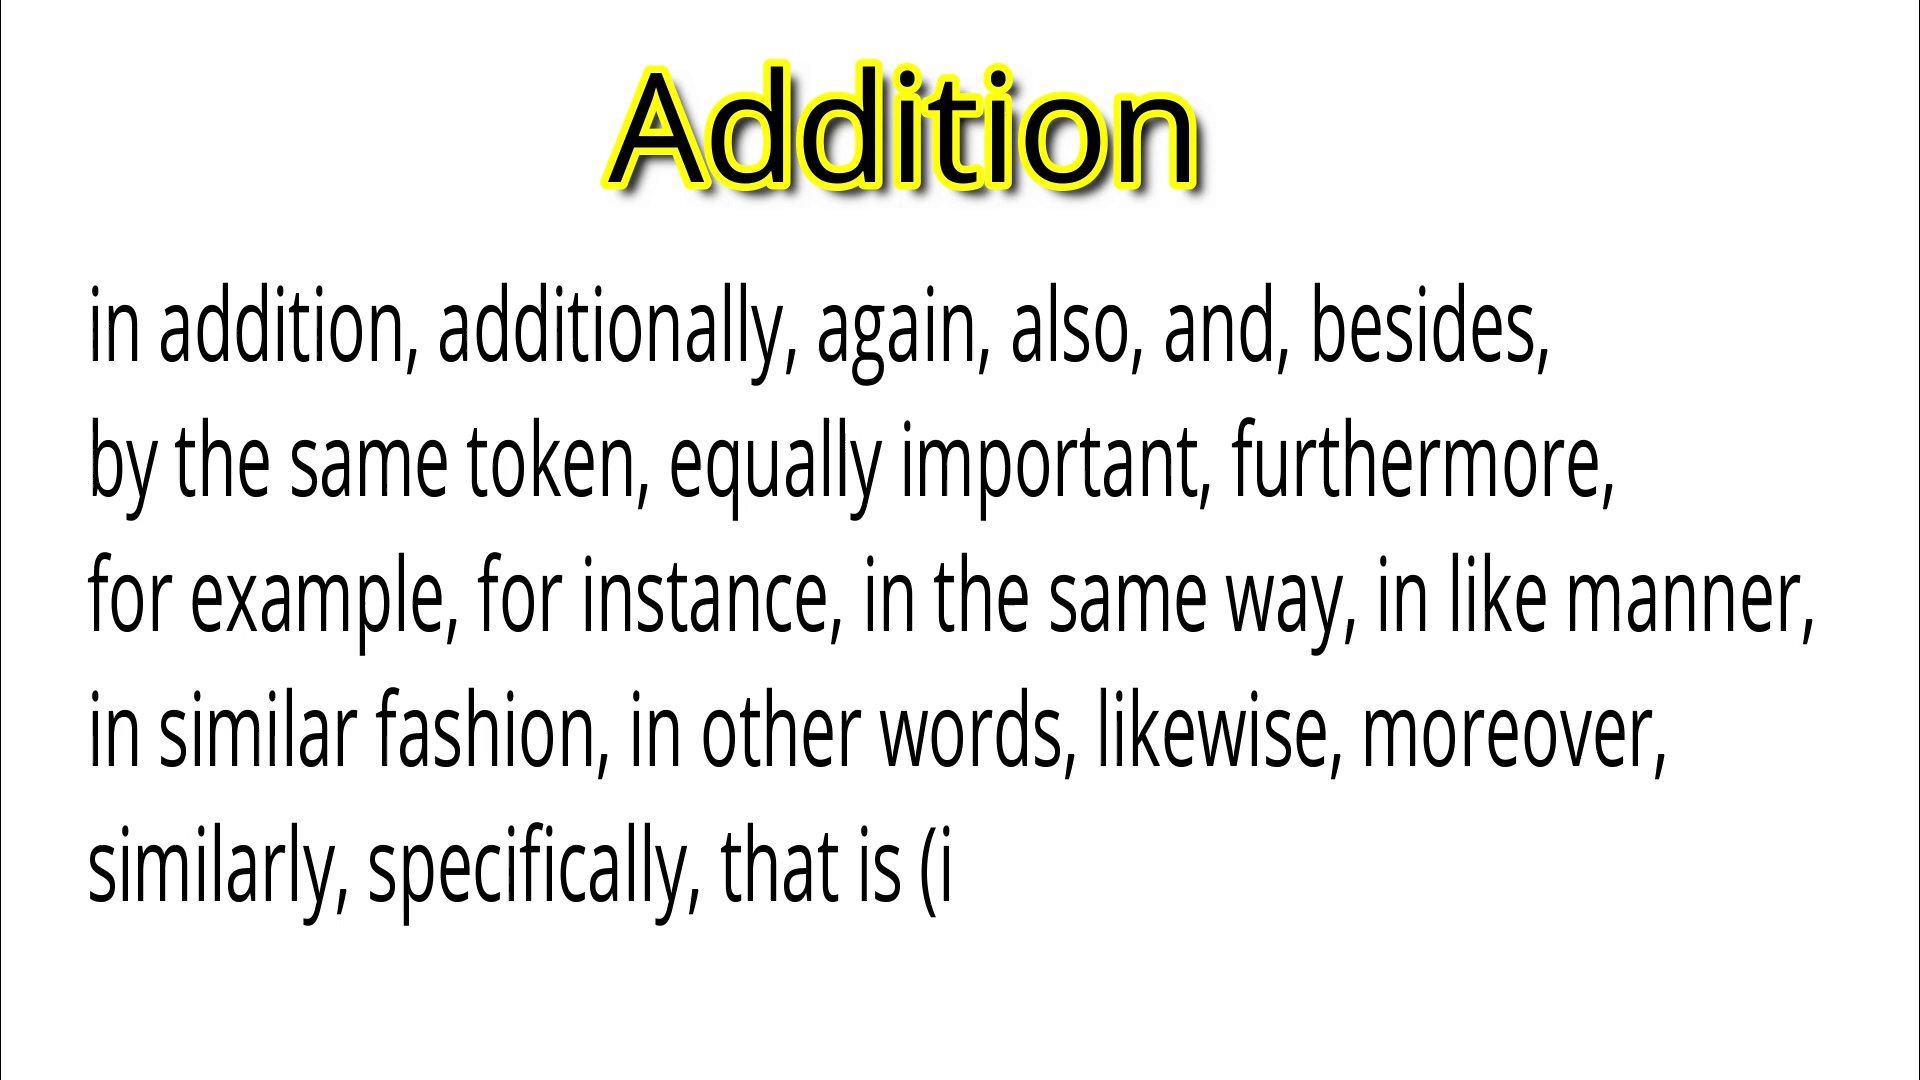 Addition
in addition, additionally, again, also, and, besides,
by the same token, equally important, furthermore,
for example, for instance, in the same way, in like manner,
in similar fashion, in other words, likewise, moreover,
similarly, specifically, that is (i